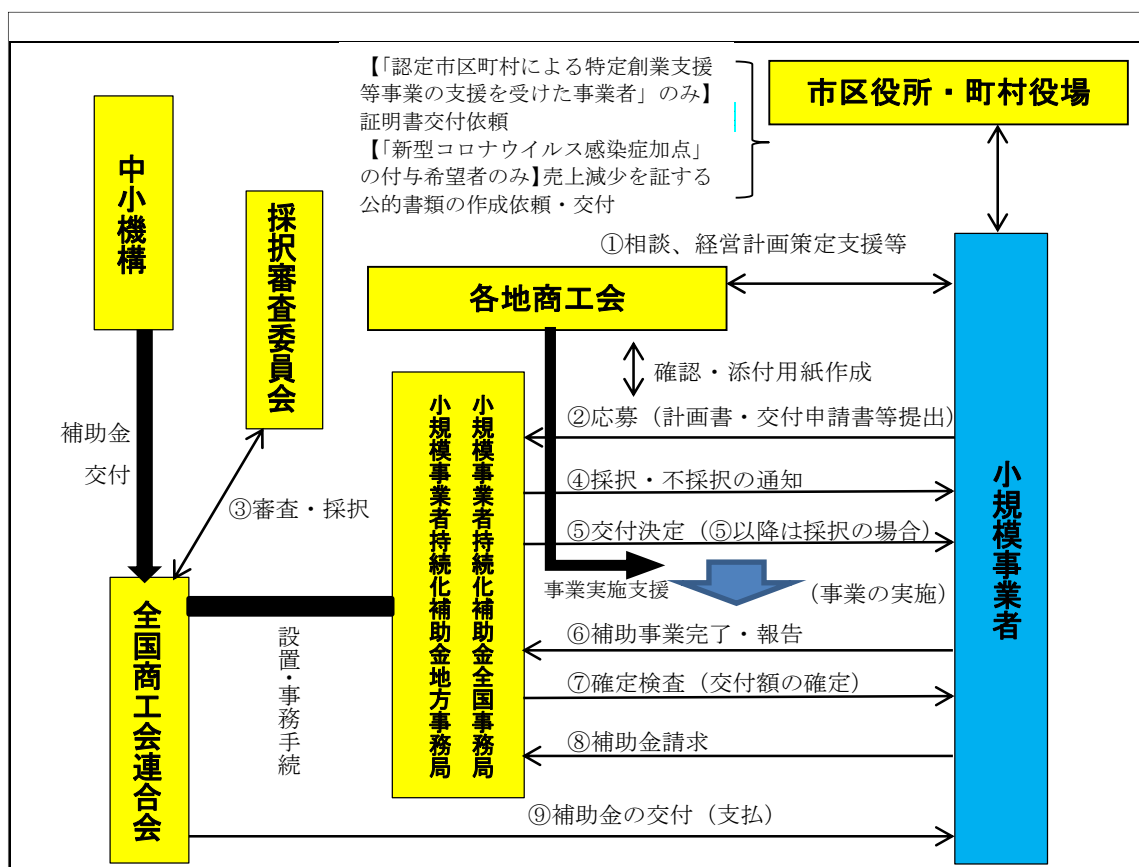 【「認定市区町村による特定創業支援
等事業の支援を受けた事業者」のみ】
証明書交付依頼
【「新型コロナウイルス感染症加点」
の付与希望者のみ】売上減少を証する
公的書類の作成依頼・交付
市区役所・町村役場
中小機構
採択審査委員会
①相談、経営計画策定支援等
各地商工会
確認・添付用紙作成
小規模事業者持続化補助金全国事務局
小規模事業者持続化補助金地方事務局
②応募（計画書・交付申請書等提出）
補助金
交付
④採択・不採択の通知
③審査・採択
⑤交付決定（⑤以降は採択の場合）
小規模事業者
事業実施支援
（事業の実施）
全国商工会連合会
設置・事務手続
⑥補助事業完了・報告
⑦確定検査（交付額の確定）
⑧補助金請求
⑨補助金の交付（支払）